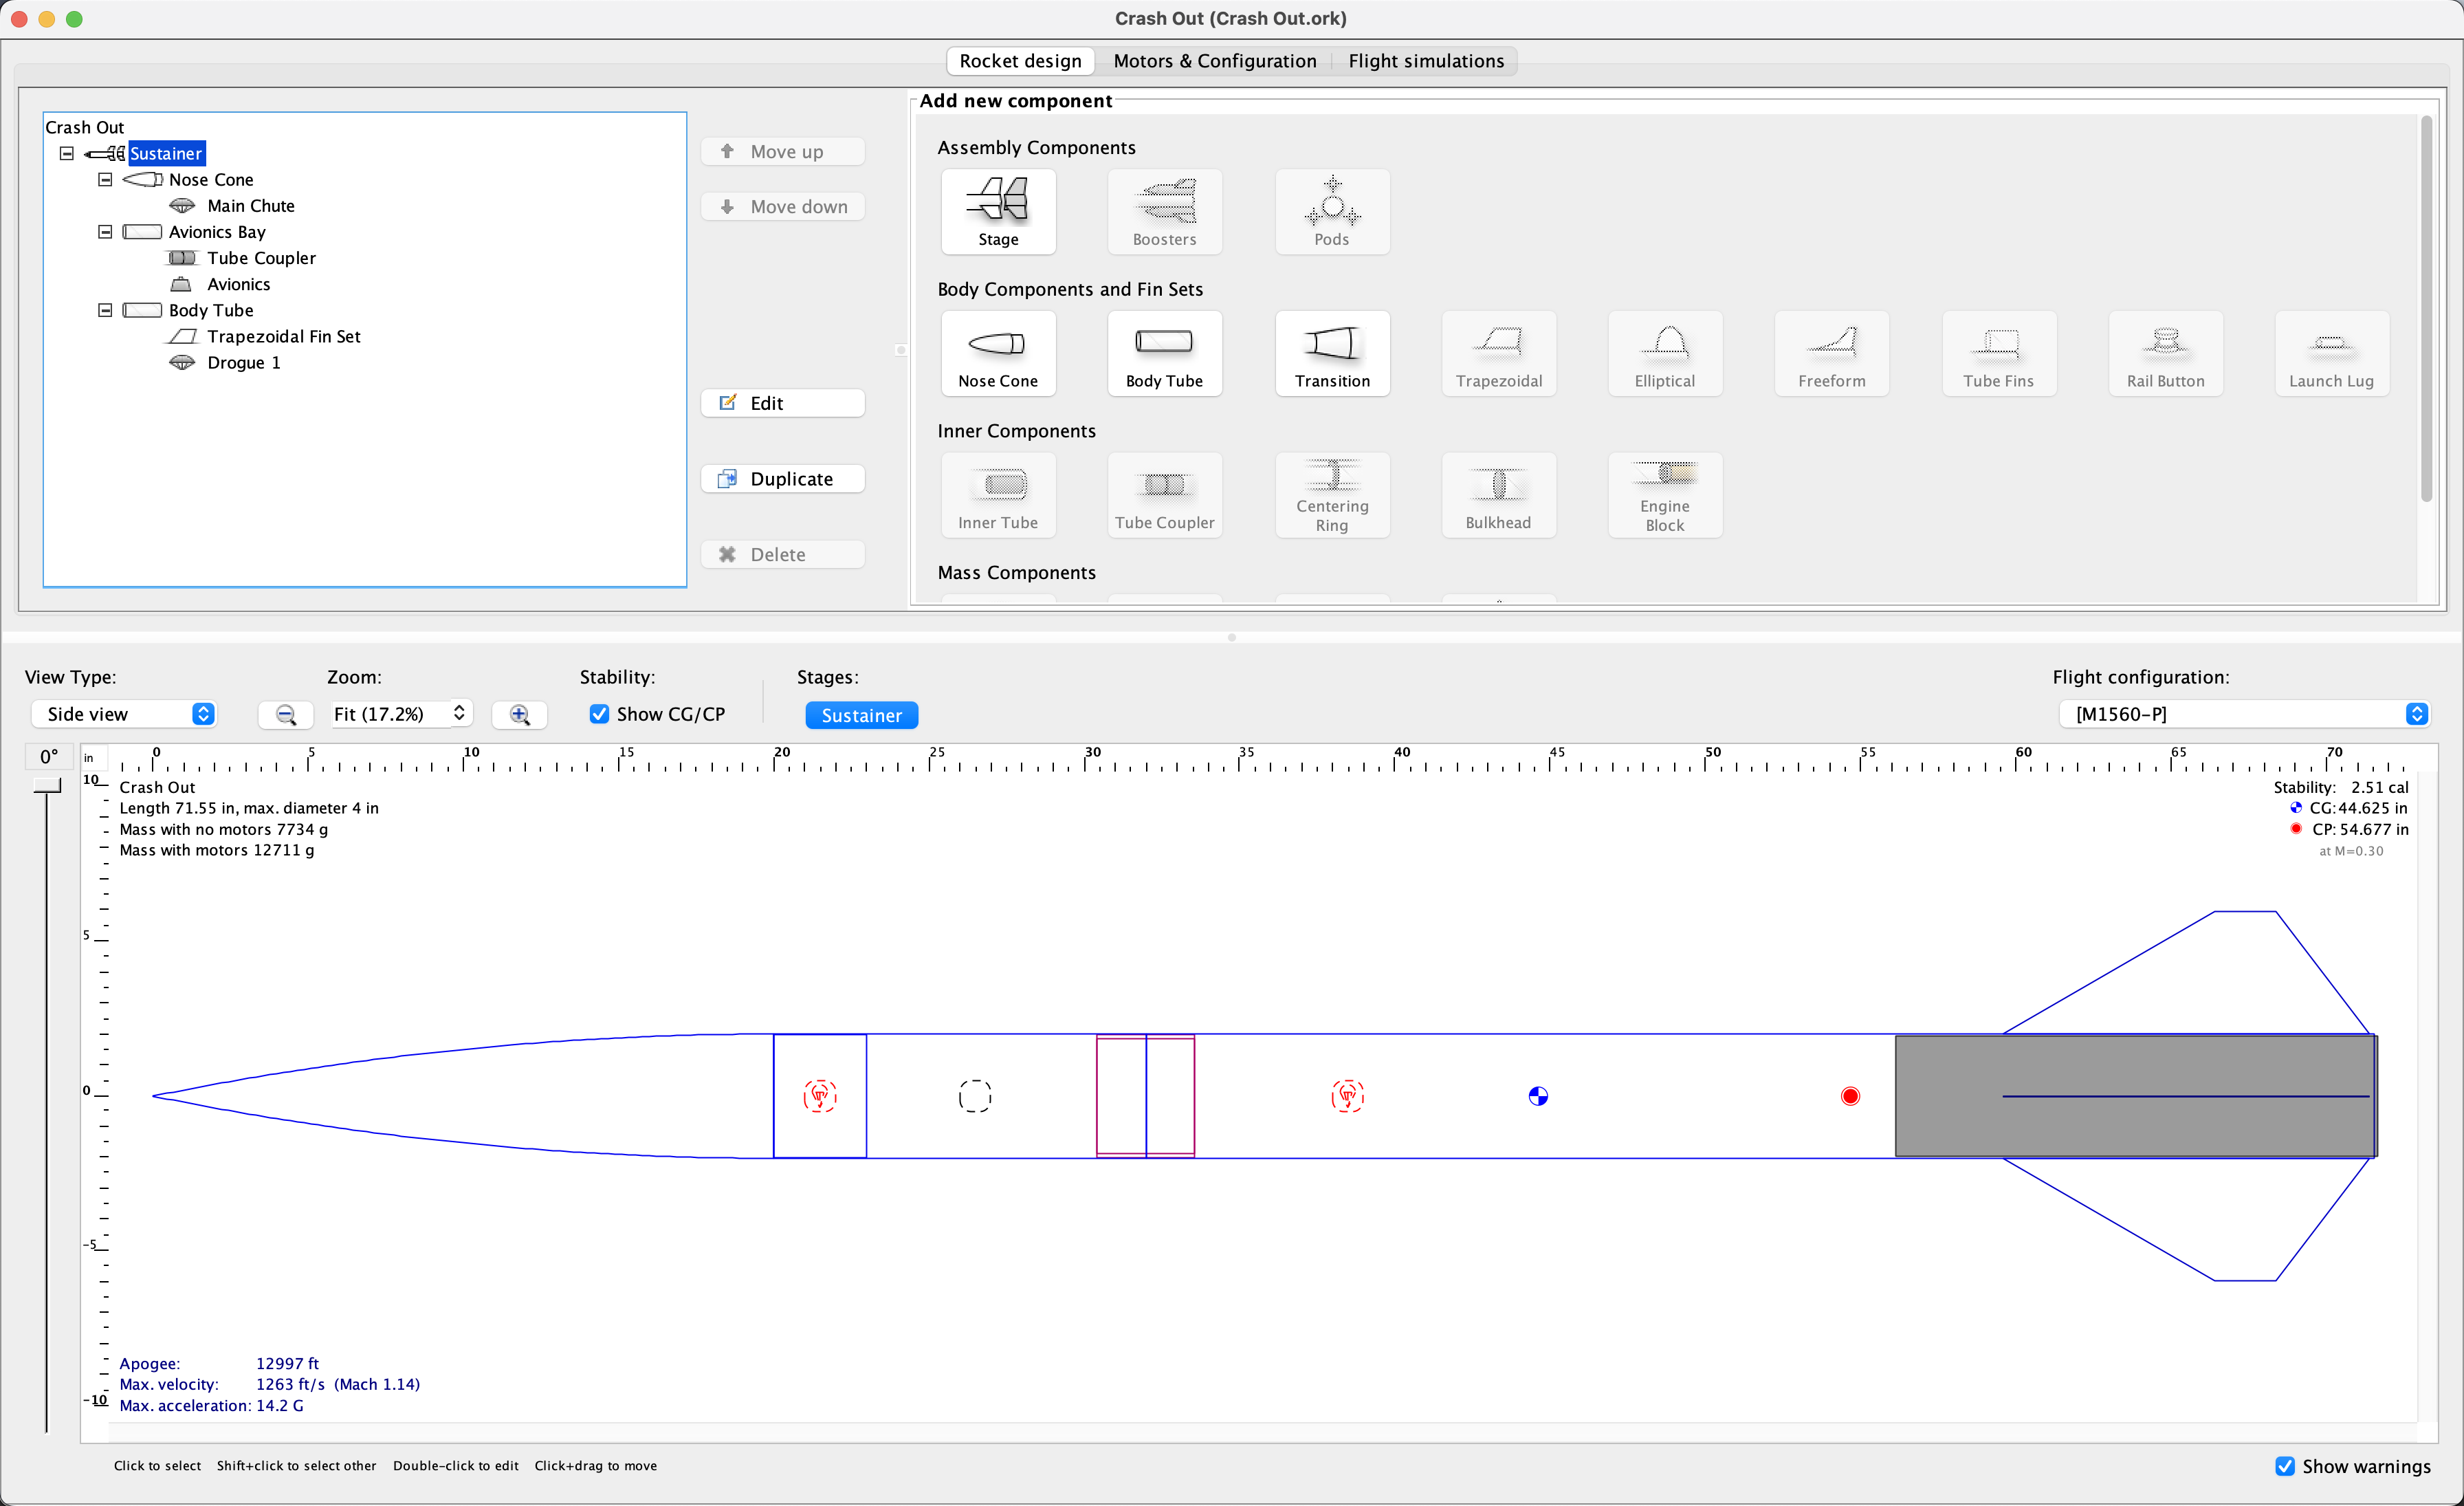 Crash Out (Crash Out.ork)
Rocket design
Motors & Configuration
Flight simulations
Crash Out
Sustainer
Nose Cone
Main Chute
Avionics Bay
Tube Coupler
Avionics
Body Tube
Trapezoidal Fin Set
Drogue 1
Move up
Move down
Edit
Duplicate
Delete
Add new component
Assembly Components
Stage
Boosters
Pods
Body Components and Fin Sets
Nose Cone
Body Tube
Transition
Trapezoidal
Elliptical
Freeform
Tube Fins
Rail Button
Launch Lug
Inner Components
Inner Tube
Tube Coupler
Centering
Ring
Bulkhead
Engine
Block
Mass Components
View Type:
Side view
Zoom:
Fit (17.2%)
Stability:
Show CG/CP
Stages:
Sustainer
Flight configuration:
[M1560-P]
0°
in
0 5 10 15 20 25 30 35 40 45 50 55 60 65 70
10
5
0
-5
-10
Crash Out
Length 71.55 in, max. diameter 4 in
Mass with no motors 7734 g
Mass with motors 12711 g
Stability: 2.51 cal
CG: 44.625 in
CP: 54.677 in
at M=0.30
Apogee: 12997 ft
Max. velocity: 1263 ft/s (Mach 1.14)
Max. acceleration: 14.2 G
Click to select Shift+click to select other Double-click to edit Click+drag to move
Show warnings